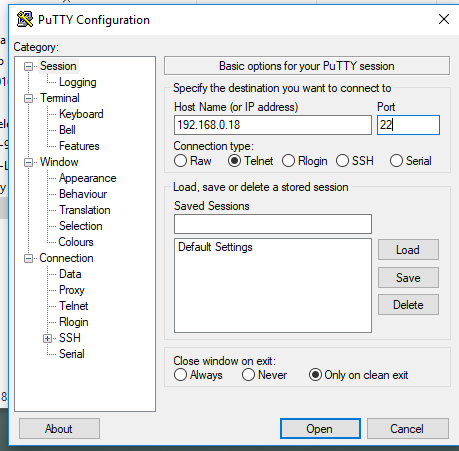 PuTTY Configuration
Category:
Session
Logging
Terminal
Keyboard
Bell
Features
Window
Appearance
Behaviour
Translation
Selection
Colours
Connection
Data
Proxy
Telnet
Rlogin
SSH
Serial
Basic options for your PuTTY session
Specify the destination you want to connect to
Host Name (or IP address) Port
192.168.0.18 22
Connection type:
Raw Telnet Rlogin SSH Serial
Load, save or delete a stored session
Saved Sessions
Default Settings
Load
Save
Delete
Close window on exit:
Always Never Only on clean exit
About Open Cancel